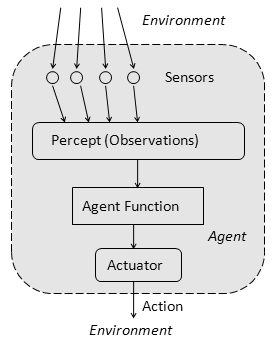 Environment
Sensors
Percept (Observations)
Agent Function
Agent
Actuator
Action
Environment